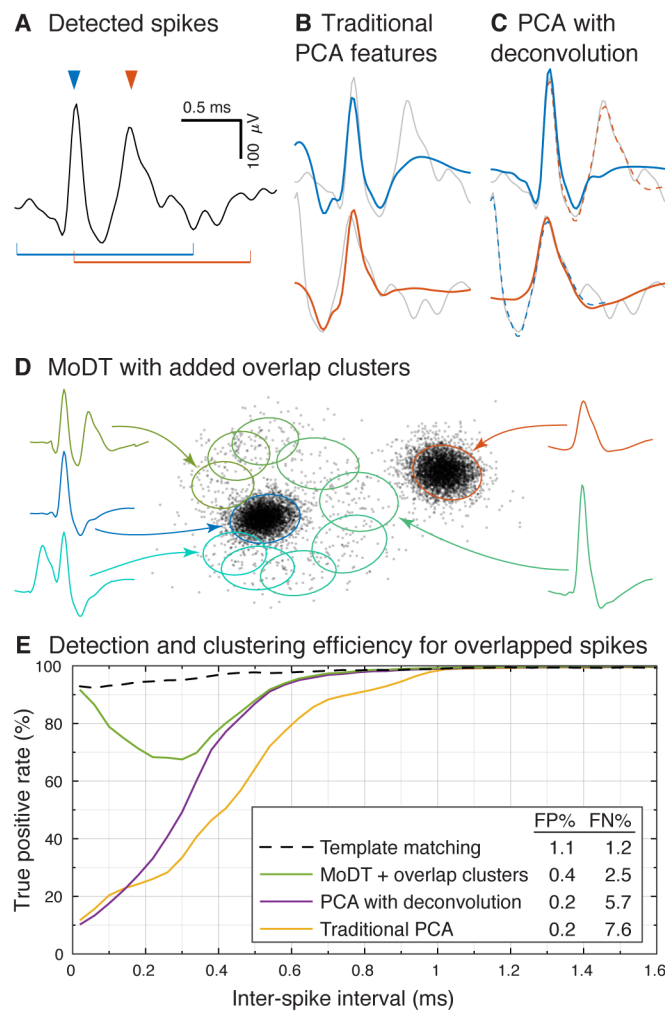 A Detected spikes
0.5 ms
100 µV
B Traditional
PCA features
C PCA with
deconvolution
D MoDT with added overlap clusters
E Detection and clustering efficiency for overlapped spikes
True positive rate (%)
100
80
60
40
20
0
FP% FN%
Template matching 1.1 1.2
MoDT + overlap clusters 0.4 2.5
PCA with deconvolution 0.2 5.7
Traditional PCA 0.2 7.6
0 0.2 0.4 0.6 0.8 1 1.2 1.4 1.6
Inter-spike interval (ms)